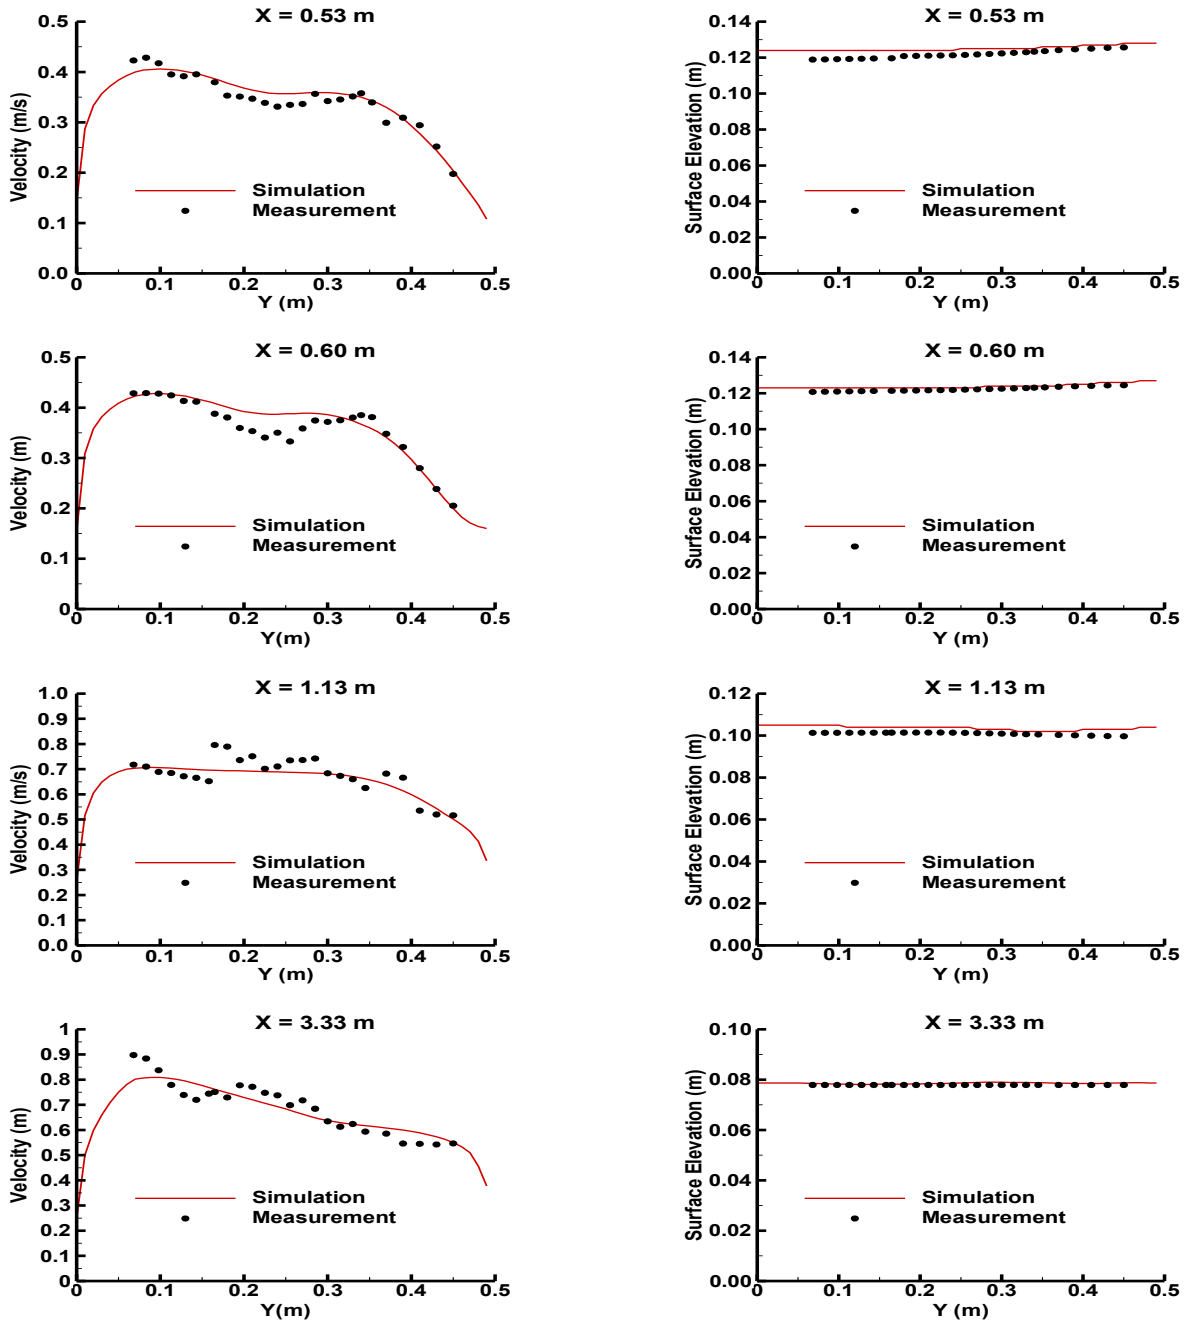 X = 0.53 m
0.5
0.4
0.3
0.2
0.1
0.0
Velocity (m/s)
Simulation
Measurement
0 0.1 0.2 0.3 0.4 0.5
Y (m)
X = 0.53 m
0.14
0.12
0.10
0.08
0.06
0.04
0.02
0.00
Surface Elevation (m)
Simulation
Measurement
0 0.1 0.2 0.3 0.4 0.5
Y (m)
X = 0.60 m
0.5
0.4
0.3
0.2
0.1
0
Velocity (m)
Simulation
Measurement
0 0.1 0.2 0.3 0.4 0.5
Y(m)
X = 0.60 m
0.14
0.12
0.10
0.08
0.06
0.04
0.02
0.00
Surface Elevation (m)
Simulation
Measurement
0 0.1 0.2 0.3 0.4 0.5
Y (m)
X = 1.13 m
1.0
0.9
0.8
0.7
0.6
0.5
0.4
0.3
0.2
0.1
0.0
Velocity (m/s)
Simulation
Measurement
0 0.1 0.2 0.3 0.4 0.5
Y (m)
X = 1.13 m
0.12
0.10
0.08
0.06
0.04
0.02
0.00
Surface Elevation (m)
Simulation
Measurement
0 0.1 0.2 0.3 0.4 0.5
Y (m)
X = 3.33 m
1
0.9
0.8
0.7
0.6
0.5
0.4
0.3
0.2
0.1
0
Velocity (m)
Simulation
Measurement
0 0.1 0.2 0.3 0.4 0.5
Y(m)
X = 3.33 m
0.10
0.08
0.06
0.04
0.02
0.00
Surface Elevation (m)
Simulation
Measurement
0 0.1 0.2 0.3 0.4 0.5
Y (m)